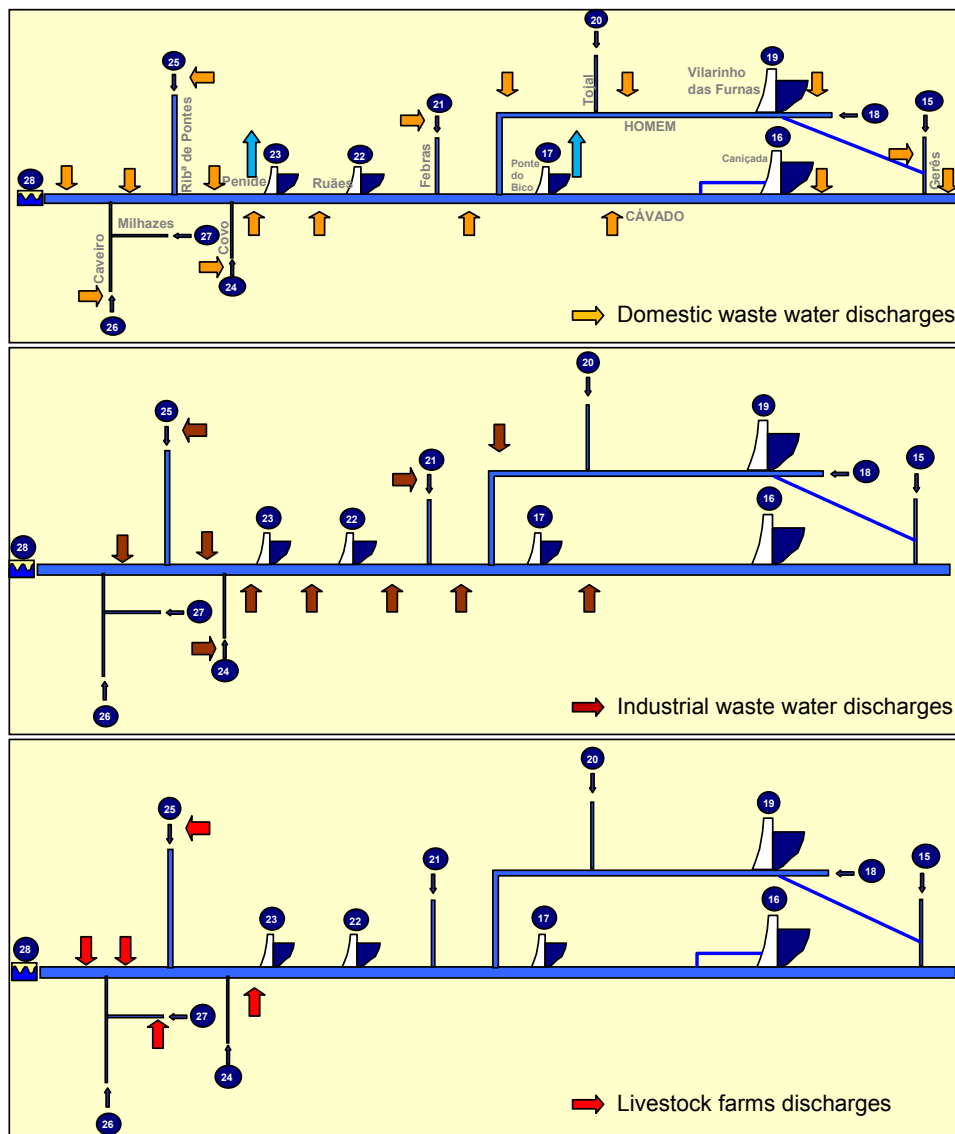 20
25
19
Vilarinho
das Furnas
Tojal
21
15
18
HOMEM
Ribª de Pontes
23
22
Febras
17
16
Caniçada
Ponte
do
Bico
Gerês
28
Penide
Ruães
CÁVADO
Milhazes
Caveiro
27
Covo
24
26
Domestic waste water discharges
20
25
19
21
15
18
23
22
17
16
28
27
24
26
Industrial waste water discharges
20
25
19
21
15
18
23
22
17
16
28
27
24
26
Livestock farms discharges